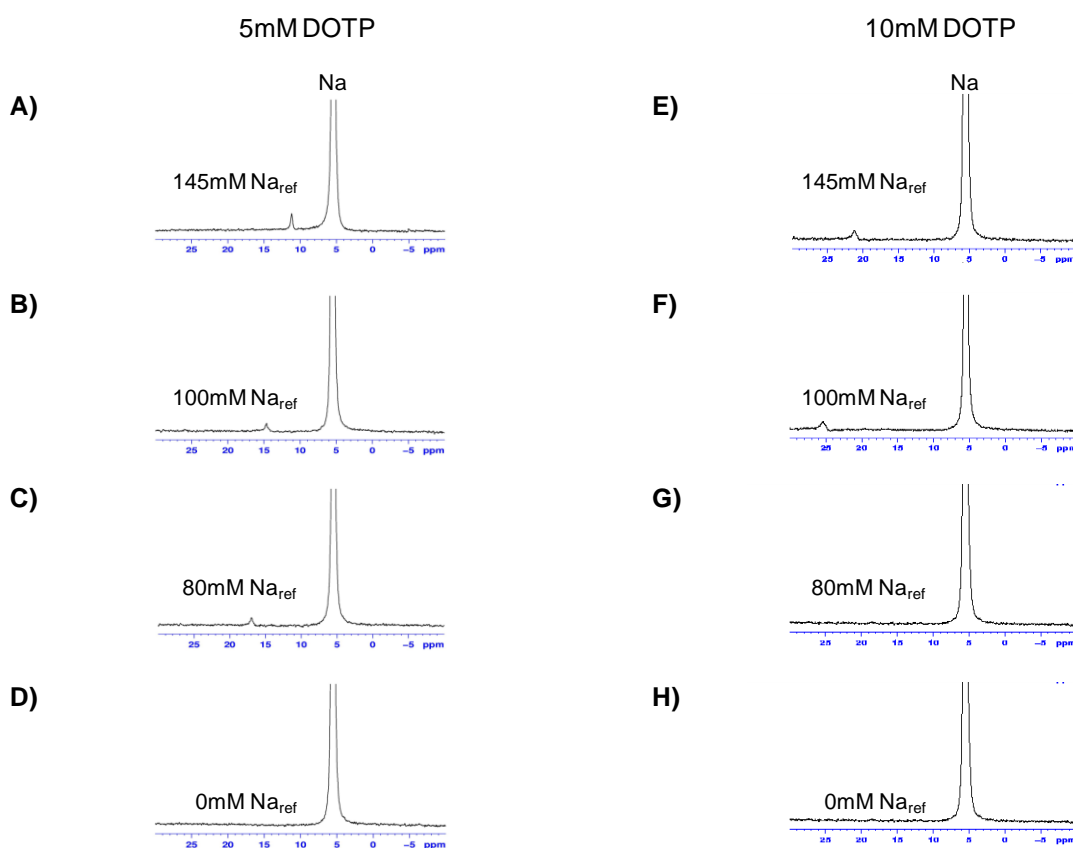 5mM DOTP
10mM DOTP
A)
Na
145mM Naref
25 20 15 10 5 0 −5 ppm
E)
Na
145mM Naref
25 20 15 10 5 0 −5 ppm
B)
100mM Naref
25 20 15 10 5 0 −5 ppm
F)
100mM Naref
25 20 15 10 5 0 −5 ppm
C)
80mM Naref
25 20 15 10 5 0 −5 ppm
G)
80mM Naref
25 20 15 10 5 0 −5 ppm
D)
0mM Naref
25 20 15 10 5 0 −5 ppm
H)
0mM Naref
25 20 15 10 5 0 −5 ppm